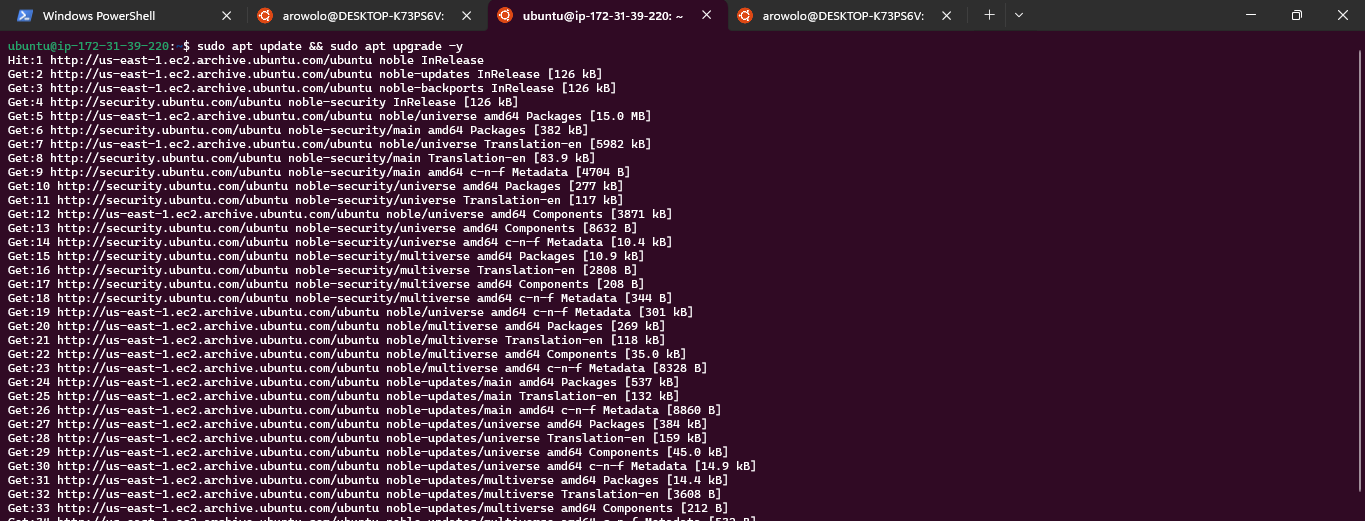 Windows PowerShell
arowolo@DESKTOP-K73PS6V:
ubuntu@ip-172-31-39-220: ~
arowolo@DESKTOP-K73PS6V:
ubuntu@ip-172-31-39-220:~$ sudo apt update && sudo apt upgrade -y
Hit:1 http://us-east-1.ec2.archive.ubuntu.com/ubuntu noble InRelease
Get:2 http://us-east-1.ec2.archive.ubuntu.com/ubuntu noble-updates InRelease [126 kB]
Get:3 http://us-east-1.ec2.archive.ubuntu.com/ubuntu noble-backports InRelease [126 kB]
Get:4 http://security.ubuntu.com/ubuntu noble-security InRelease [126 kB]
Get:5 http://us-east-1.ec2.archive.ubuntu.com/ubuntu noble/universe amd64 Packages [15.0 MB]
Get:6 http://security.ubuntu.com/ubuntu noble-security/main amd64 Packages [382 kB]
Get:7 http://us-east-1.ec2.archive.ubuntu.com/ubuntu noble/universe Translation-en [5982 kB]
Get:8 http://security.ubuntu.com/ubuntu noble-security/main Translation-en [83.9 kB]
Get:9 http://security.ubuntu.com/ubuntu noble-security/main amd64 c-n-f Metadata [4704 B]
Get:10 http://security.ubuntu.com/ubuntu noble-security/universe amd64 Packages [277 kB]
Get:11 http://security.ubuntu.com/ubuntu noble-security/universe Translation-en [117 kB]
Get:12 http://us-east-1.ec2.archive.ubuntu.com/ubuntu noble/universe amd64 Components [3871 kB]
Get:13 http://security.ubuntu.com/ubuntu noble-security/universe amd64 Components [8632 B]
Get:14 http://security.ubuntu.com/ubuntu noble-security/universe amd64 c-n-f Metadata [10.4 kB]
Get:15 http://security.ubuntu.com/ubuntu noble-security/multiverse amd64 Packages [10.9 kB]
Get:16 http://security.ubuntu.com/ubuntu noble-security/multiverse Translation-en [2808 B]
Get:17 http://security.ubuntu.com/ubuntu noble-security/multiverse amd64 Components [208 B]
Get:18 http://security.ubuntu.com/ubuntu noble-security/multiverse amd64 c-n-f Metadata [344 B]
Get:19 http://us-east-1.ec2.archive.ubuntu.com/ubuntu noble/universe amd64 c-n-f Metadata [301 kB]
Get:20 http://us-east-1.ec2.archive.ubuntu.com/ubuntu noble/multiverse amd64 Packages [269 kB]
Get:21 http://us-east-1.ec2.archive.ubuntu.com/ubuntu noble/multiverse Translation-en [118 kB]
Get:22 http://us-east-1.ec2.archive.ubuntu.com/ubuntu noble/multiverse amd64 Components [35.0 kB]
Get:23 http://us-east-1.ec2.archive.ubuntu.com/ubuntu noble/multiverse amd64 c-n-f Metadata [8328 B]
Get:24 http://us-east-1.ec2.archive.ubuntu.com/ubuntu noble-updates/main amd64 Packages [537 kB]
Get:25 http://us-east-1.ec2.archive.ubuntu.com/ubuntu noble-updates/main Translation-en [132 kB]
Get:26 http://us-east-1.ec2.archive.ubuntu.com/ubuntu noble-updates/main amd64 c-n-f Metadata [8860 B]
Get:27 http://us-east-1.ec2.archive.ubuntu.com/ubuntu noble-updates/universe amd64 Packages [384 kB]
Get:28 http://us-east-1.ec2.archive.ubuntu.com/ubuntu noble-updates/universe Translation-en [159 kB]
Get:29 http://us-east-1.ec2.archive.ubuntu.com/ubuntu noble-updates/universe amd64 Components [45.0 kB]
Get:30 http://us-east-1.ec2.archive.ubuntu.com/ubuntu noble-updates/universe amd64 c-n-f Metadata [14.9 kB]
Get:31 http://us-east-1.ec2.archive.ubuntu.com/ubuntu noble-updates/multiverse amd64 Packages [14.4 kB]
Get:32 http://us-east-1.ec2.archive.ubuntu.com/ubuntu noble-updates/multiverse Translation-en [3608 B]
Get:33 http://us-east-1.ec2.archive.ubuntu.com/ubuntu noble-updates/multiverse amd64 Components [212 B]
Get:34 http://us-east-1.ec2.archive.ubuntu.com/ubuntu noble-updates/multiverse amd64 c-n-f Metadata [532 B]